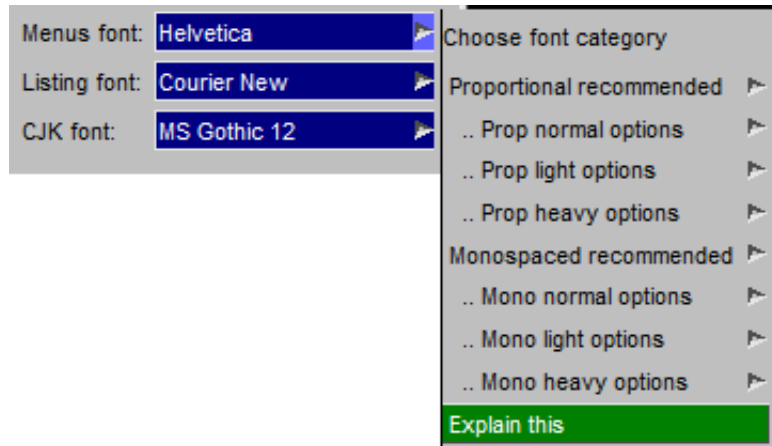 Menus font: Helvetica
Listing font: Courier New
CJK font: MS Gothic 12
Choose font category
Proportional recommended
.. Prop normal options
.. Prop light options
.. Prop heavy options
Monospaced recommended
.. Mono normal options
.. Mono light options
.. Mono heavy options
Explain this